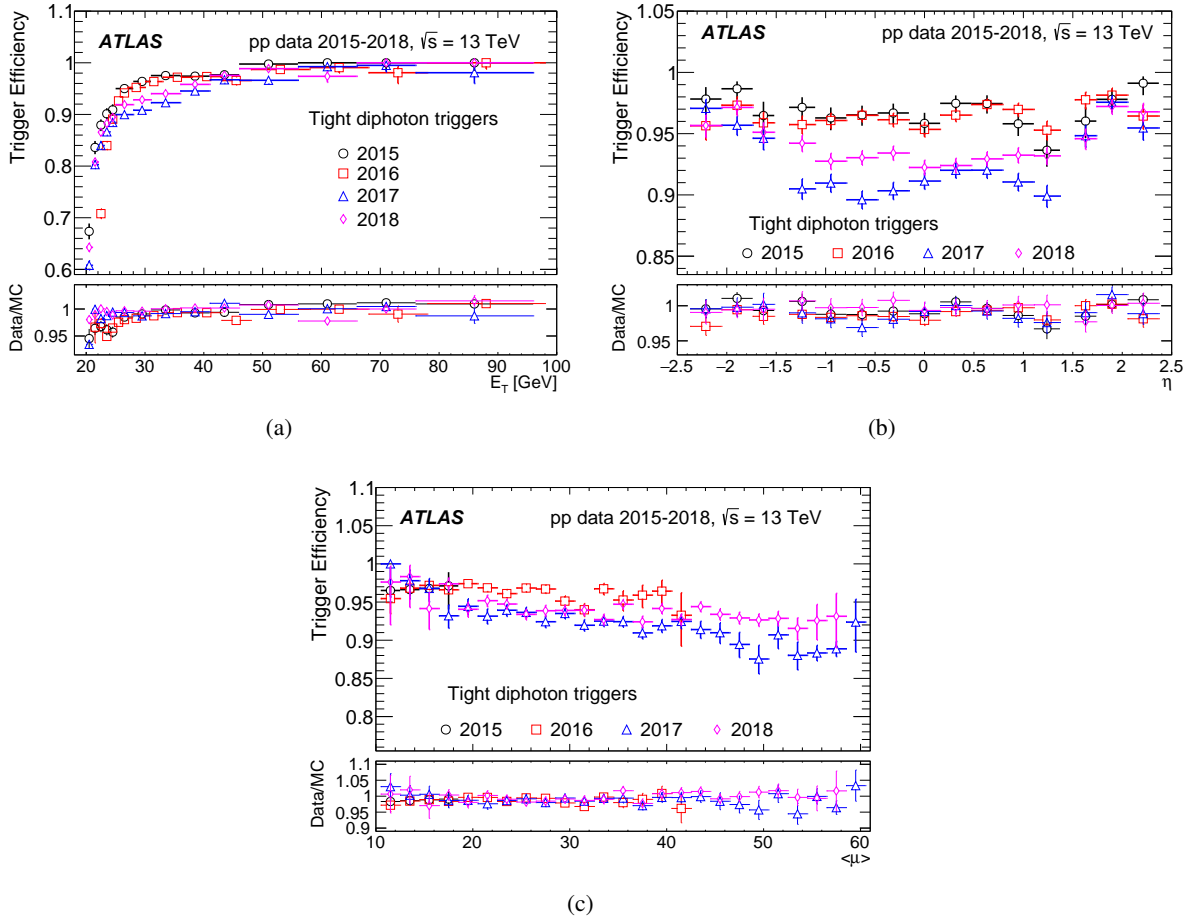 ATLAS pp data 2015-2018, √s = 13 TeV
Trigger Efficiency
1.1
1
0.9
0.8
0.7
0.6
Tight diphoton triggers
2015
2016
2017
2018
Data/MC
1
0.95
20 30 40 50 60 70 80 90 100
E_T [GeV]
(a)
ATLAS pp data 2015-2018, √s = 13 TeV
Trigger Efficiency
1.05
1
0.95
0.9
0.85
Tight diphoton triggers
2015 2016 2017 2018
Data/MC
1
0.95
−2.5 −2 −1.5 −1 −0.5 0 0.5 1 1.5 2 2.5
η
(b)
ATLAS pp data 2015-2018, √s = 13 TeV
Trigger Efficiency
1.1
1.05
1
0.95
0.9
0.85
0.8
Tight diphoton triggers
2015 2016 2017 2018
Data/MC
1.1
1.05
1
0.95
0.9
10 20 30 40 50 60
<μ>
(c)